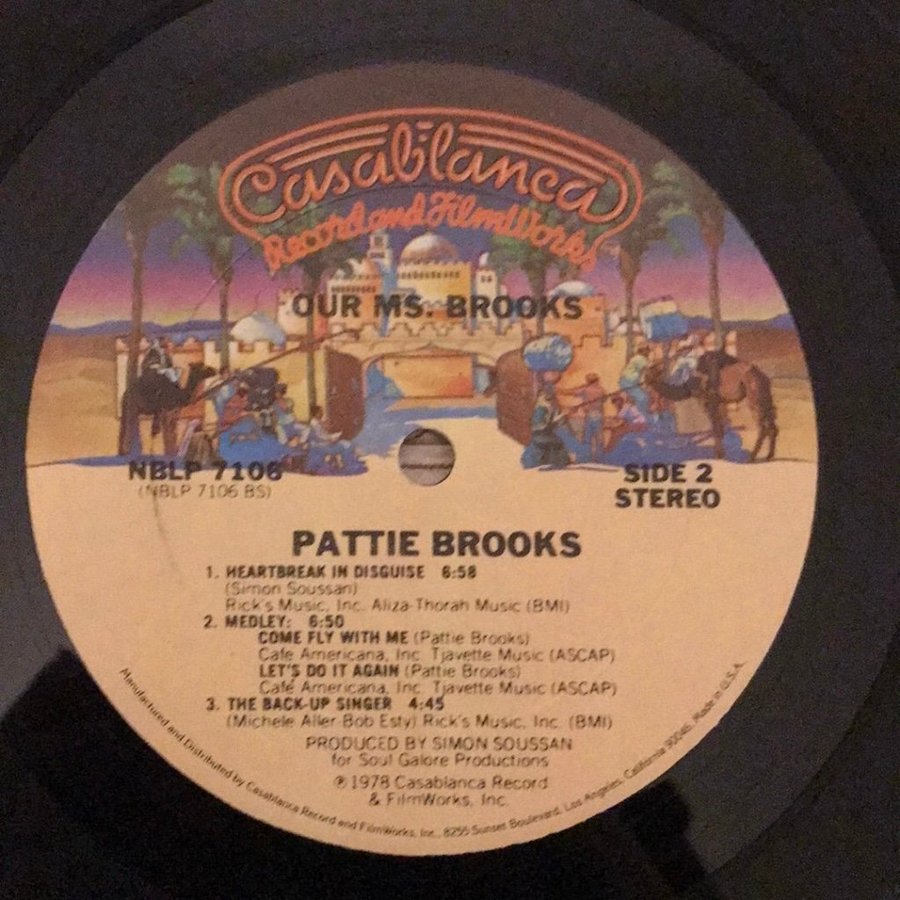 Casablanca
Record and FilmWorks
OUR MS. BROOKS
NBLP 7106
(NBLP 7106 BS)
SIDE 2
STEREO
PATTIE BROOKS
1. HEARTBREAK IN DISGUISE 6:58
(Simon Soussan)
Rick's Music, Inc. Aliza-Thorah Music (BMI)
2. MEDLEY: 6:50
COME FLY WITH ME (Pattie Brooks)
Cafe Americana, Inc. Tjavette Music (ASCAP)
LET'S DO IT AGAIN (Pattie Brooks)
Café Americana, Inc. Tjavette Music (ASCAP)
3. THE BACK-UP SINGER 4:45
(Michele Aller-Bob Esty) Rick's Music, Inc. (BMI)
PRODUCED BY SIMON SOUSSAN
for Soul Galore Productions
℗ 1978 Casablanca Record
& FilmWorks, Inc.
Manufactured and Distributed by Casablanca Record and FilmWorks, Inc., 8255 Sunset Boulevard, Los Angeles, California 90046, Made in U.S.A.